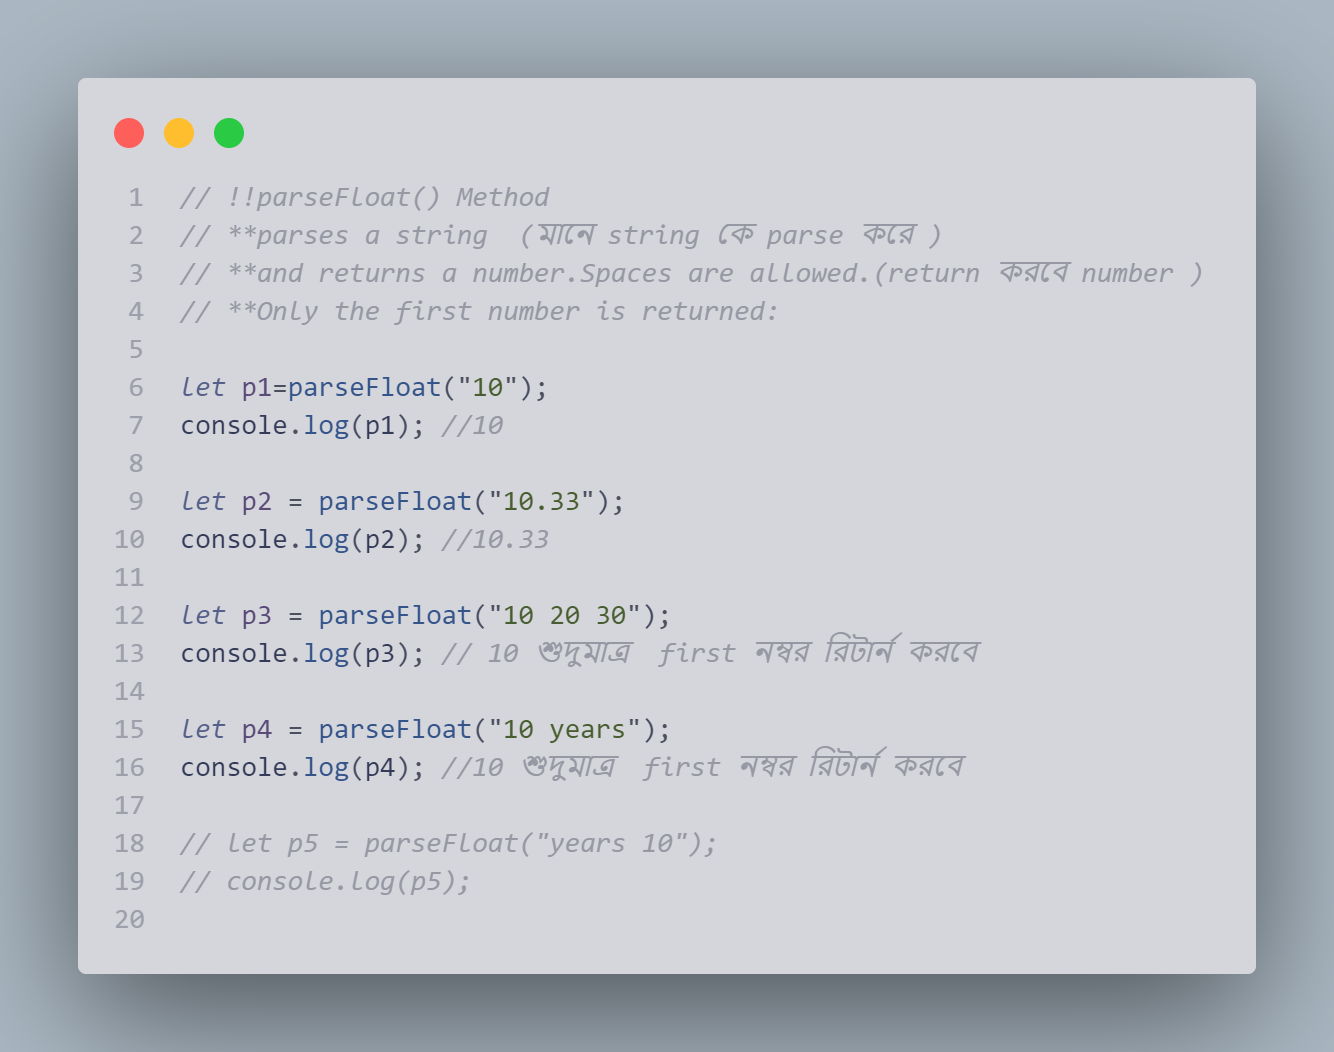 1 // !!parseFloat() Method
2 // **parses a string  (মানে string কে parse করে )
3 // **and returns a number.Spaces are allowed.(return করবে number )
4 // **Only the first number is returned:
5
6 let p1=parseFloat("10");
7 console.log(p1); //10
8
9 let p2 = parseFloat("10.33");
10 console.log(p2); //10.33
11
12 let p3 = parseFloat("10 20 30");
13 console.log(p3); // 10 শুদুমাত্র  first নম্বর রিটার্ন করবে
14
15 let p4 = parseFloat("10 years");
16 console.log(p4); //10 শুদুমাত্র  first নম্বর রিটার্ন করবে
17
18 // let p5 = parseFloat("years 10");
19 // console.log(p5);
20